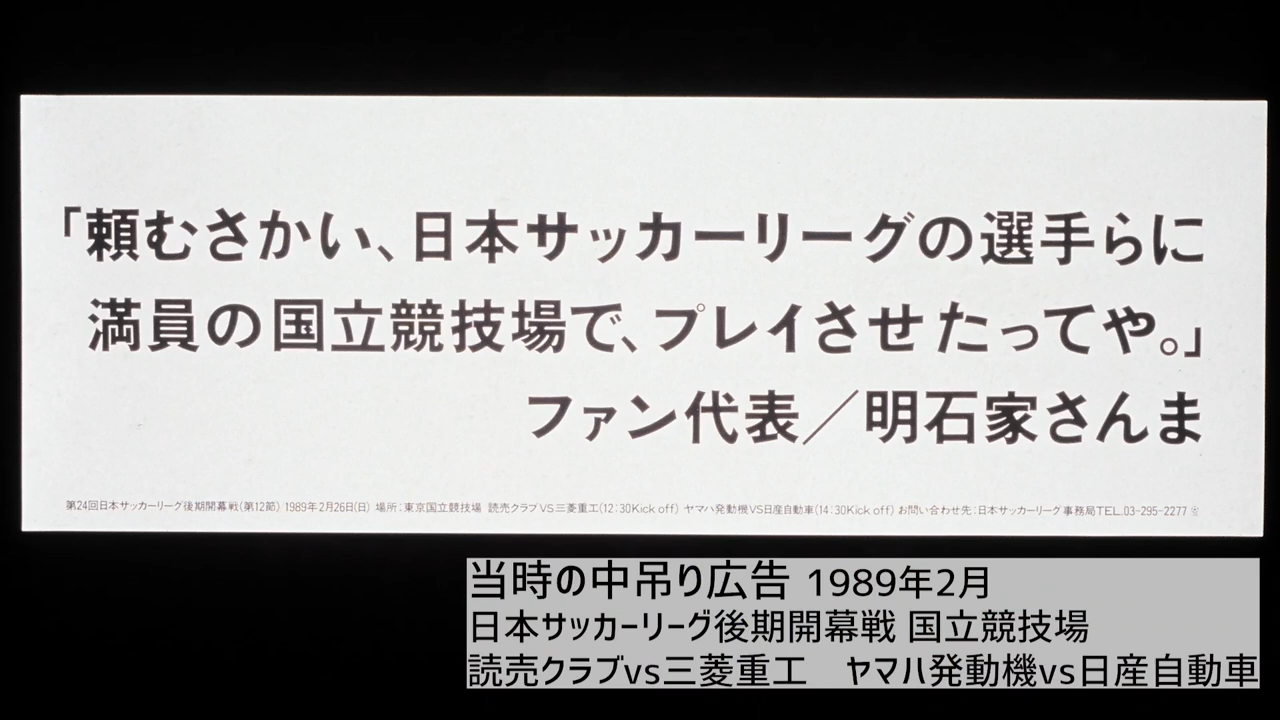 「頼むさかい、日本サッカーリーグの選手らに
満員の国立競技場で、プレイさせたってや。」
ファン代表／明石家さんま
第24回日本サッカーリーグ後期開幕戦(第12節) 1989年2月26日(日) 場所：東京国立競技場 読売クラブVS三菱重工(12：30Kick off) ヤマハ発動機VS日産自動車(14：30Kick off) お問い合わせ先：日本サッカーリーグ事務局TEL.03-295-2277
当時の中吊り広告 1989年2月
日本サッカーリーグ後期開幕戦 国立競技場
読売クラブvs三菱重工　ヤマハ発動機vs日産自動車